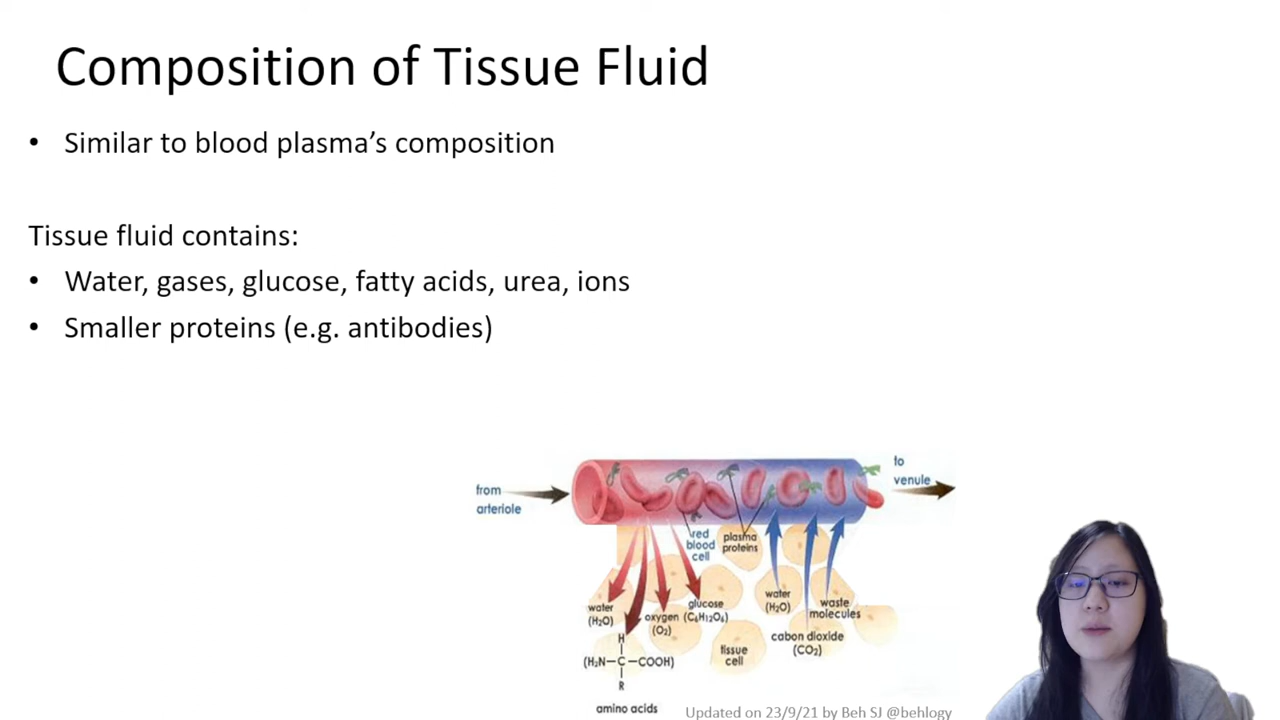 Composition of Tissue Fluid
• Similar to blood plasma’s composition
Tissue fluid contains:
• Water, gases, glucose, fatty acids, urea, ions
• Smaller proteins (e.g. antibodies)
from
arteriole
to
venule
red
blood
cell
plasma
proteins
water
(H₂O)
oxygen
(O₂)
glucose
(C₆H₁₂O₆)
water
(H₂O)
waste
molecules
cabon dioxide
(CO₂)
tissue
cell
H
(H₂N—C—COOH)
R
amino acids
Updated on 23/9/21 by Beh SJ @behlogy